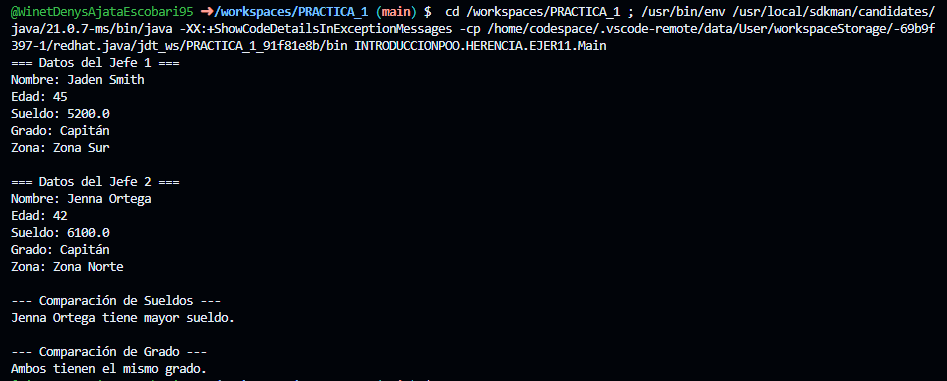 @WinetDenysAjataEscobari95 ➜/workspaces/PRACTICA_1 (main) $  cd /workspaces/PRACTICA_1 ; /usr/bin/env /usr/local/sdkman/candidates/
java/21.0.7-ms/bin/java -XX:+ShowCodeDetailsInExceptionMessages -cp /home/codespace/.vscode-remote/data/User/workspaceStorage/-69b9f
397-1/redhat.java/jdt_ws/PRACTICA_1_91f81e8b/bin INTRODUCCIONPOO.HERENCIA.EJER11.Main
=== Datos del Jefe 1 ===
Nombre: Jaden Smith
Edad: 45
Sueldo: 5200.0
Grado: Capitán
Zona: Zona Sur

=== Datos del Jefe 2 ===
Nombre: Jenna Ortega
Edad: 42
Sueldo: 6100.0
Grado: Capitán
Zona: Zona Norte

--- Comparación de Sueldos ---
Jenna Ortega tiene mayor sueldo.

--- Comparación de Grado ---
Ambos tienen el mismo grado.